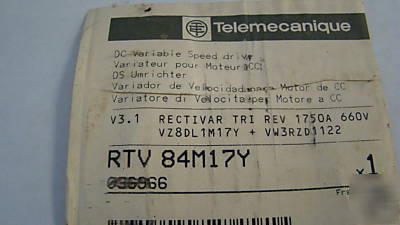 Telemecanique
DC Variable Speed drive
Variateur pour Moteur CC
DS Umrichter
Variador de Velocidad para Motor de CC
Variatore di Velocita per Motore a CC
V3.1 RECTIVAR TRI REV 1750A 660V
VZ8DL1M17Y + VW3RZD1122
RTV 84M17Y
x1